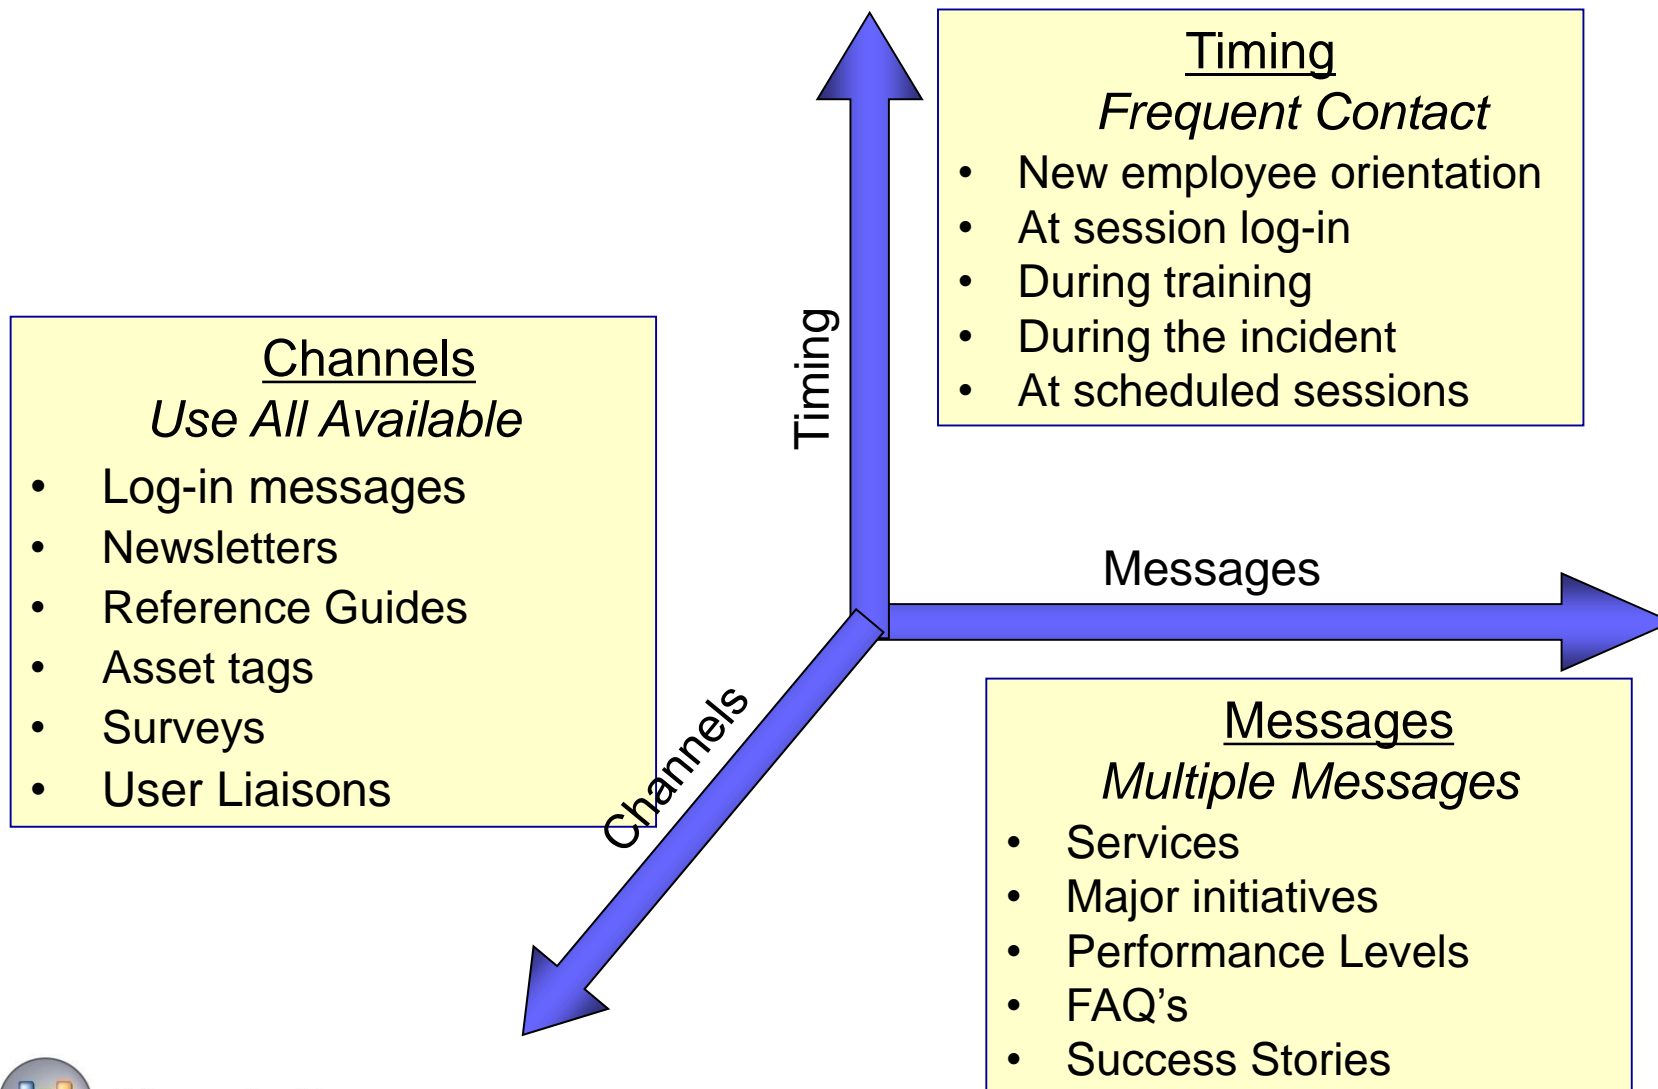 Timing
Frequent Contact
• New employee orientation
• At session log-in
• During training
• During the incident
• At scheduled sessions
Timing
Channels
Use All Available
• Log-in messages
• Newsletters
• Reference Guides
• Asset tags
• Surveys
• User Liaisons
Messages
Channels
Messages
Multiple Messages
• Services
• Major initiatives
• Performance Levels
• FAQ’s
• Success Stories